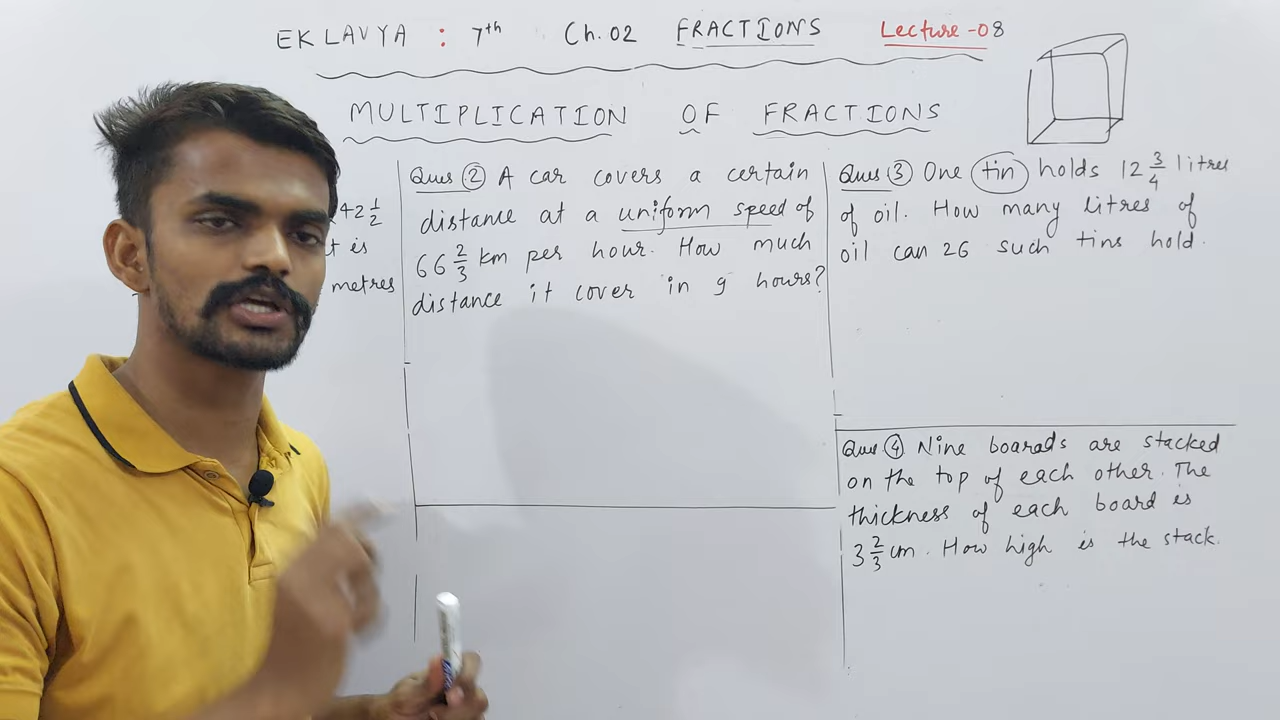 EKLAVYA : 7th Ch. 02 FRACTIONS Lecture-08
MULTIPLICATION OF FRACTIONS
42 1/2
t is
metres
Ques 2 A car covers a certain
distance at a uniform speed of
66 2/3 km per hour. How much
distance it cover in 9 hours?
Ques 3 One tin holds 12 3/4 litres
of oil. How many litres of
oil can 26 such tins hold.
Ques 4 Nine boarads are stacked
on the top of each other. The
thickness of each board is
3 2/3 cm. How high is the stack.